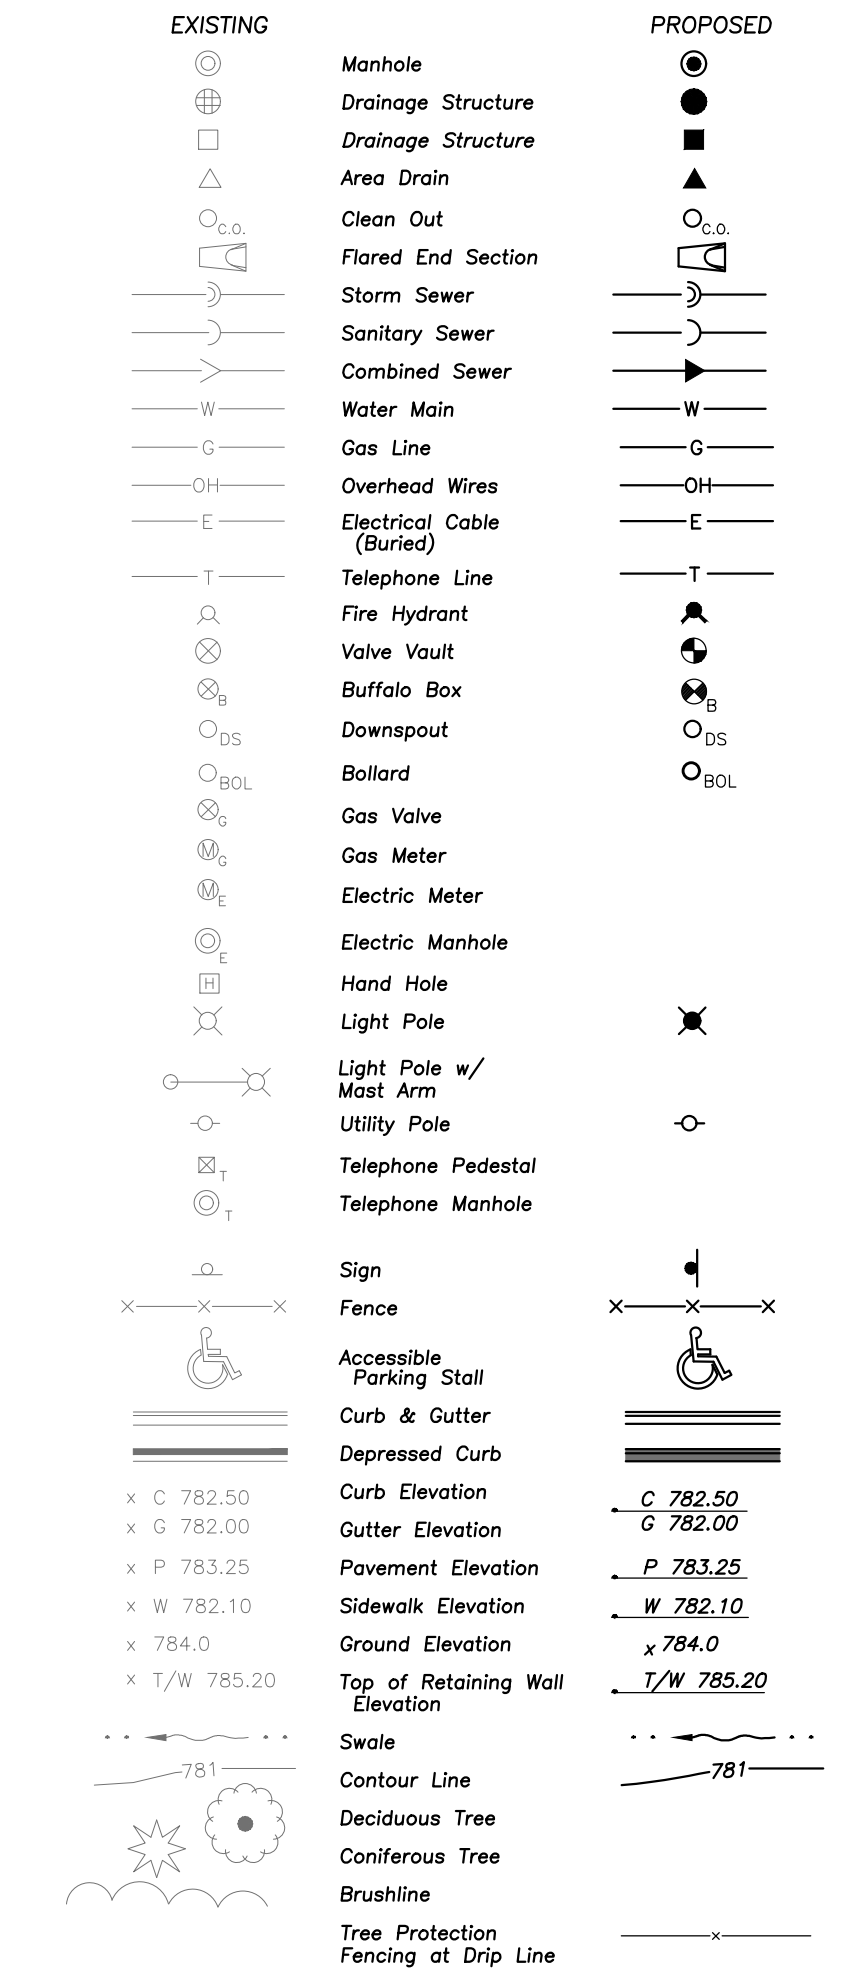 EXISTING PROPOSED
Manhole
Drainage Structure
Drainage Structure
Area Drain
C.O. Clean Out C.O.
Flared End Section
Storm Sewer
Sanitary Sewer
Combined Sewer
W Water Main W
G Gas Line G
OH Overhead Wires OH
E Electrical Cable E
(Buried)
T Telephone Line T
Fire Hydrant
Valve Vault
B Buffalo Box B
DS Downspout DS
BOL Bollard BOL
G Gas Valve
M G Gas Meter
M E Electric Meter
E Electric Manhole
H Hand Hole
Light Pole
Light Pole w/
Mast Arm
Utility Pole
T Telephone Pedestal
T Telephone Manhole
Sign
Fence
Accessible
Parking Stall
Curb & Gutter
Depressed Curb
x C 782.50 Curb Elevation C 782.50
x G 782.00 Gutter Elevation G 782.00
x P 783.25 Pavement Elevation P 783.25
x W 782.10 Sidewalk Elevation W 782.10
x 784.0 Ground Elevation x 784.0
x T/W 785.20 Top of Retaining Wall T/W 785.20
Elevation
Swale
781 Contour Line 781
Deciduous Tree
Coniferous Tree
Brushline
Tree Protection
Fencing at Drip Line